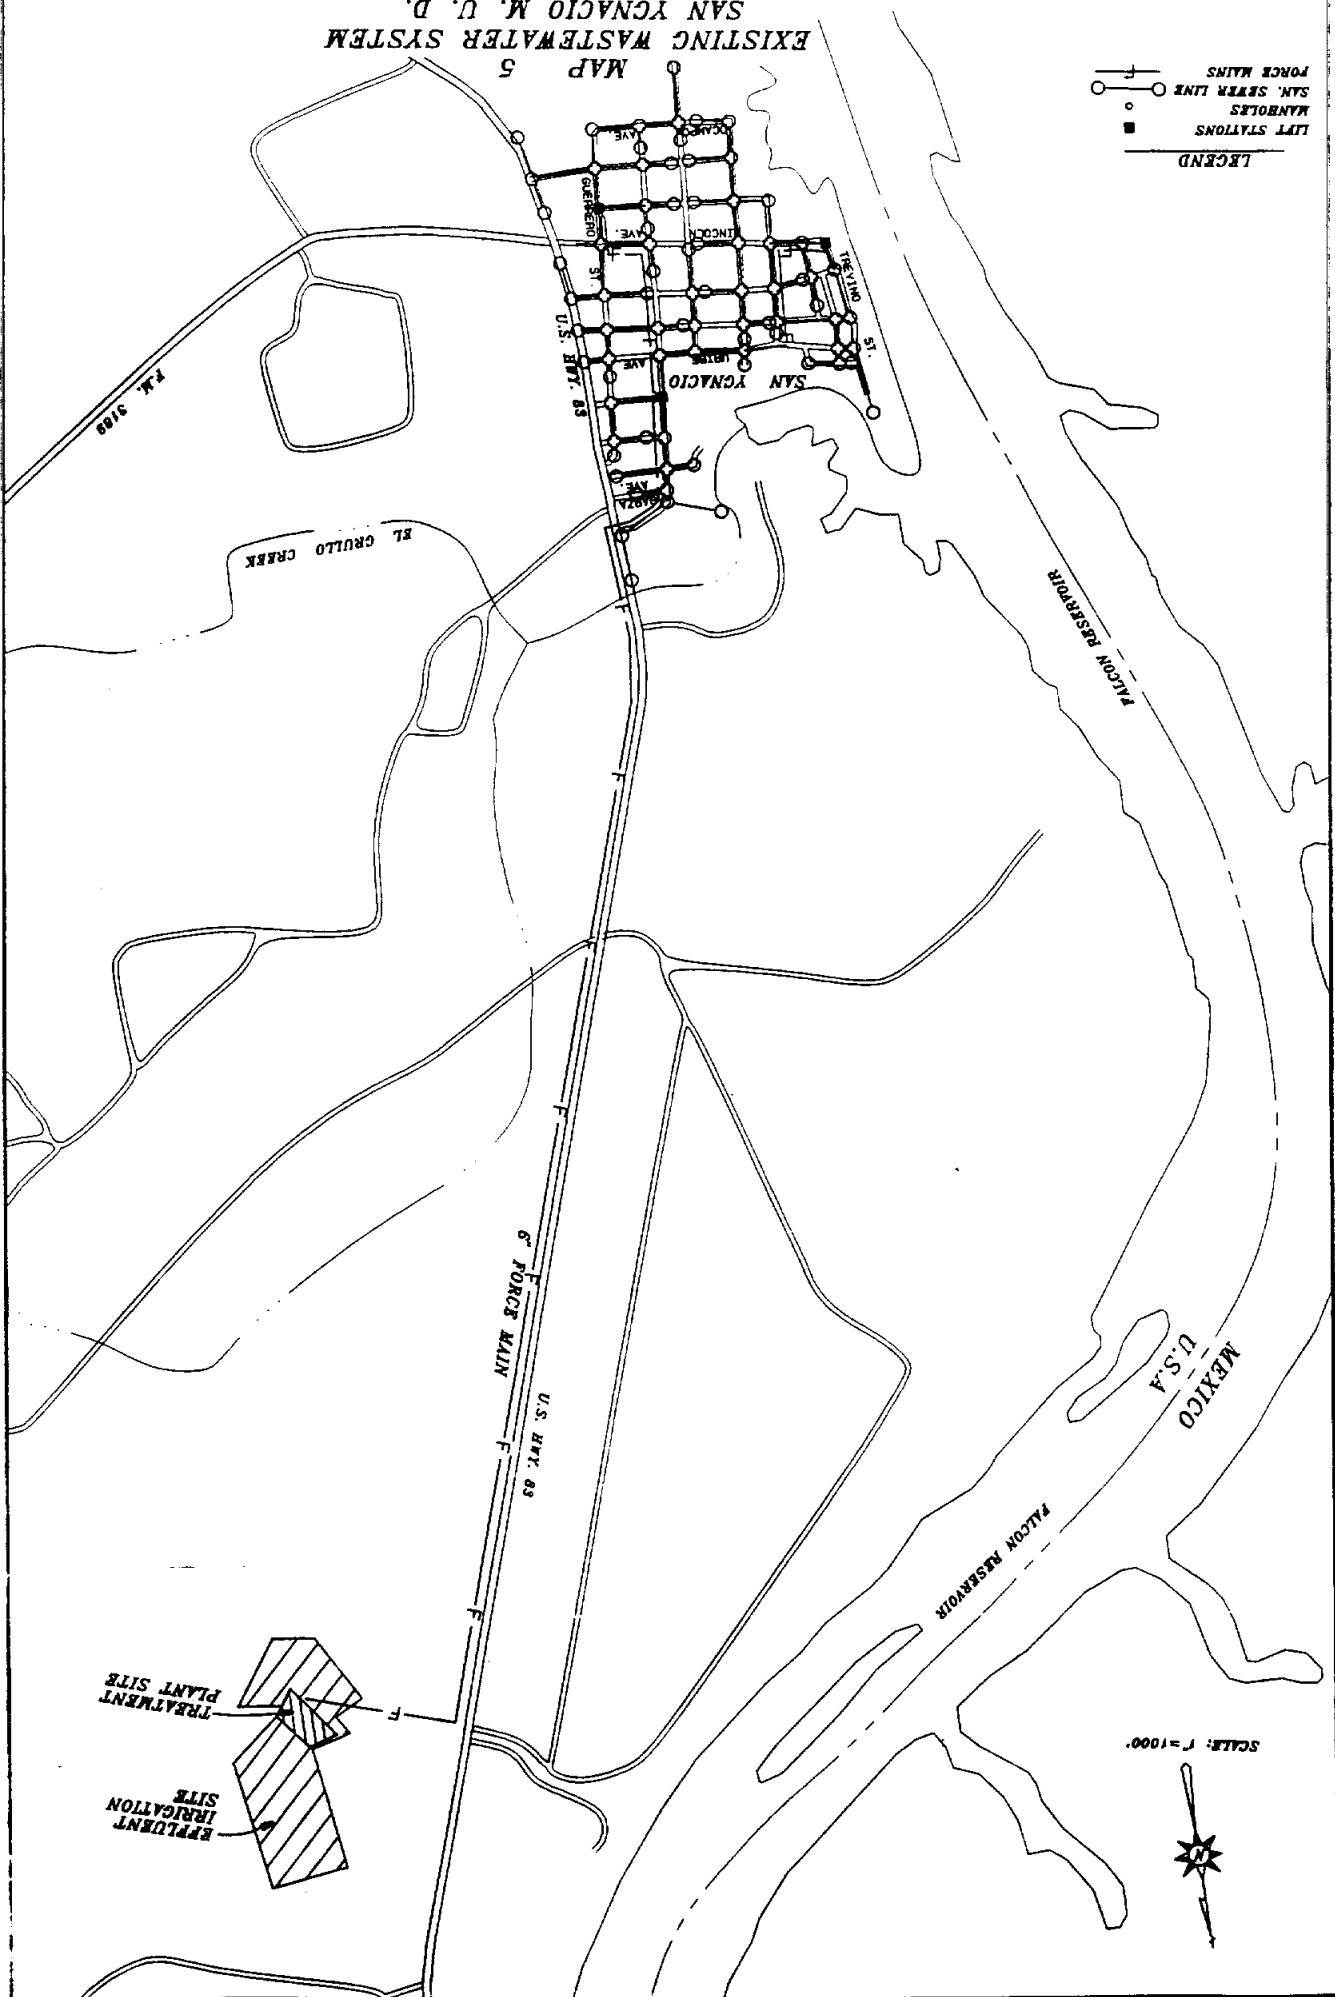 SCALE: 1"=1000'
N
EFFLUENT
IRRIGATION
SITE
TREATMENT
PLANT SITE
F
F
FALCON RESERVOIR
F
U.S. HWY. 83
MEXICO
U.S.A
6" FORCE MAIN
F
F
F
F
FALCON RESERVOIR
F
EL GRULLO CREEK
GARZA
AVE.
F.M. 3169
U.S. HWY. 83
SAN YGNACIO
URIBE
AVE
TREVINO
ST.
LINCOLN
AVE.
GUERRERO
ST.
OCAMPO
AVE.
LEGEND
LIFT STATIONS
MANHOLES
SAN. SEWER LINE
FORCE MAINS
MAP 5
EXISTING WASTEWATER SYSTEM
SAN YGNACIO M. U. D.